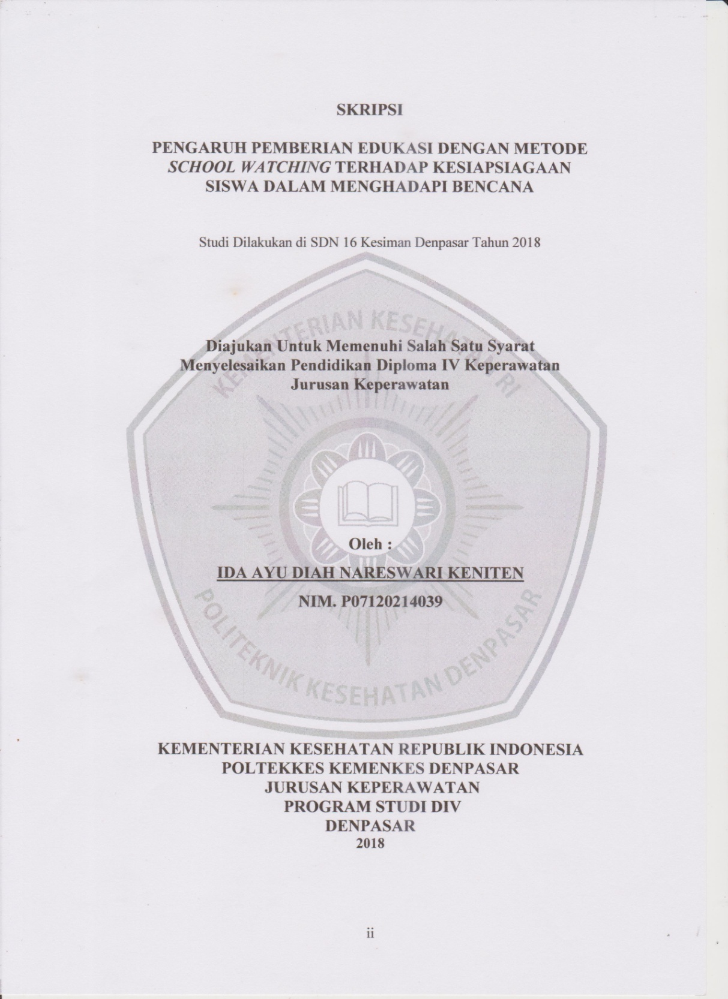 SKRIPSI
PENGARUH PEMBERIAN EDUKASI DENGAN METODE
SCHOOL WATCHING TERHADAP KESIAPSIAGAAN
SISWA DALAM MENGHADAPI BENCANA
Studi Dilakukan di SDN 16 Kesiman Denpasar Tahun 2018
KEMENTERIAN KESEHATAN RI
Diajukan Untuk Memenuhi Salah Satu Syarat
Menyelesaikan Pendidikan Diploma IV Keperawatan
Jurusan Keperawatan
Oleh :
IDA AYU DIAH NARESWARI KENITEN
NIM. P07120214039
POLITEKNIK KESEHATAN DENPASAR
KEMENTERIAN KESEHATAN REPUBLIK INDONESIA
POLTEKKES KEMENKES DENPASAR
JURUSAN KEPERAWATAN
PROGRAM STUDI DIV
DENPASAR
2018
ii